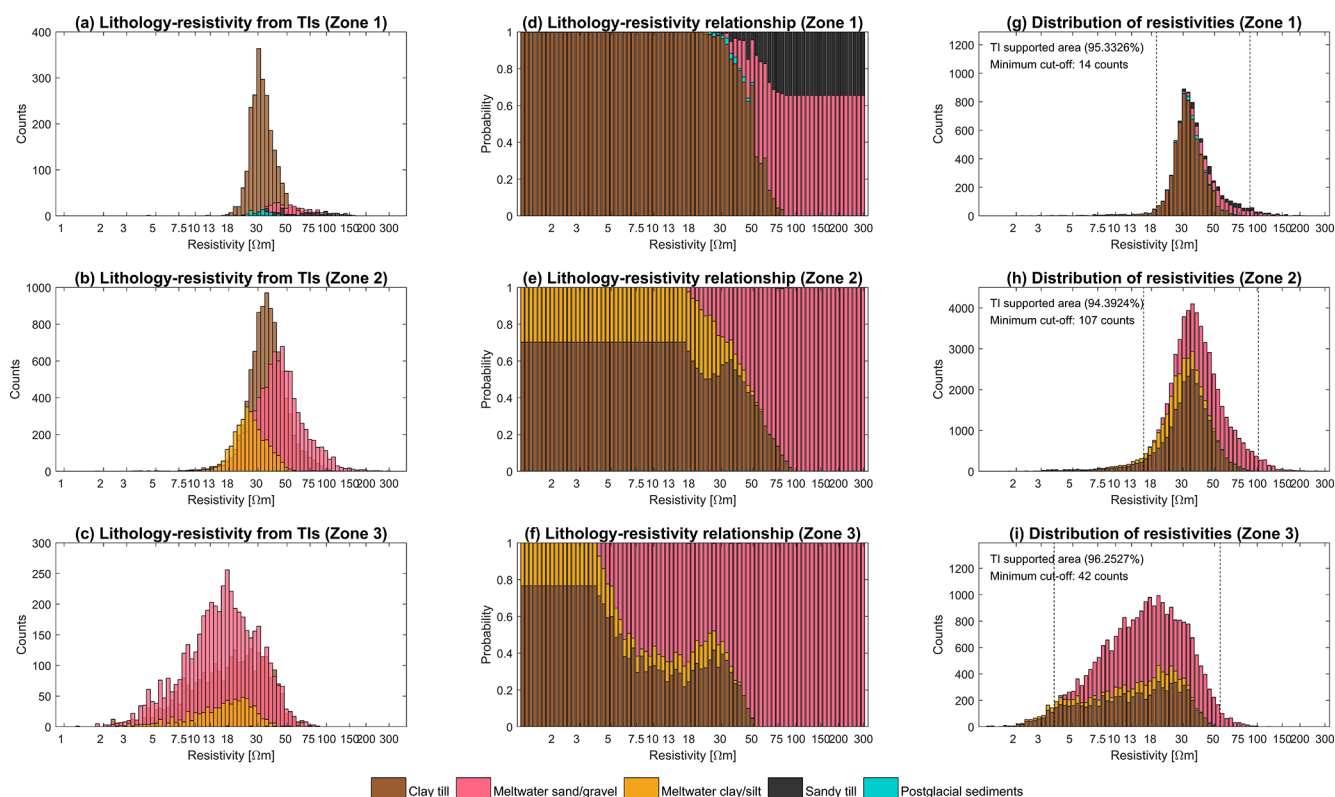 (a) Lithology-resistivity from TIs (Zone 1)
400
300
200
100
0
Counts
1 2 3 5 7.5 10 13 18 30 50 75 100 150 200 300
Resistivity [Ωm]
(d) Lithology-resistivity relationship (Zone 1)
1
0.8
0.6
0.4
0.2
0
Probability
2 3 5 7.5 10 13 18 30 50 75 100 150 200 300
Resistivity [Ωm]
(g) Distribution of resistivities (Zone 1)
TI supported area (95.3326%)
Minimum cut-off: 14 counts
1200
1000
800
600
400
200
0
Counts
2 3 5 7.5 10 13 18 30 50 75 100 150 200 300
Resistivity [Ωm]
(b) Lithology-resistivity from TIs (Zone 2)
1000
800
600
400
200
0
Counts
1 2 3 5 7.5 10 13 18 30 50 75 100 150 200 300
Resistivity [Ωm]
(e) Lithology-resistivity relationship (Zone 2)
1
0.8
0.6
0.4
0.2
0
Probability
2 3 5 7.5 10 13 18 30 50 75 100 150 200 300
Resistivity [Ωm]
(h) Distribution of resistivities (Zone 2)
TI supported area (94.3924%)
Minimum cut-off: 107 counts
4000
3000
2000
1000
0
Counts
2 3 5 7.5 10 13 18 30 50 75 100 150 200 300
Resistivity [Ωm]
(c) Lithology-resistivity from TIs (Zone 3)
300
250
200
150
100
50
0
Counts
1 2 3 5 7.5 10 13 18 30 50 75 100 150 200 300
Resistivity [Ωm]
(f) Lithology-resistivity relationship (Zone 3)
1
0.8
0.6
0.4
0.2
0
Probability
2 3 5 7.5 10 13 18 30 50 75 100 150 200 300
Resistivity [Ωm]
(i) Distribution of resistivities (Zone 3)
TI supported area (96.2527%)
Minimum cut-off: 42 counts
1200
1000
800
600
400
200
0
Counts
2 3 5 7.5 10 13 18 30 50 75 100 150 200 300
Resistivity [Ωm]
Clay till Meltwater sand/gravel Meltwater clay/silt Sandy till Postglacial sediments